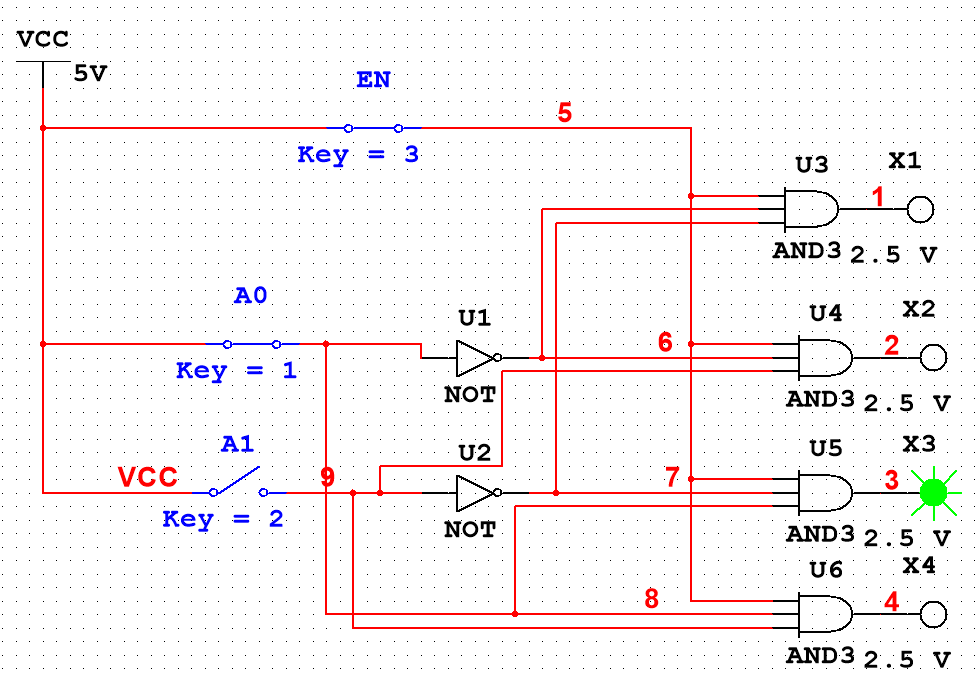 VCC
5V
EN
5
Key = 3
U3
X1
1
AND3
2.5 V
A0
Key = 1
U1
NOT
6
U4
X2
2
AND3
2.5 V
A1
VCC
Key = 2
9
U2
NOT
7
U5
X3
3
AND3
2.5 V
U6
X4
8
4
AND3
2.5 V